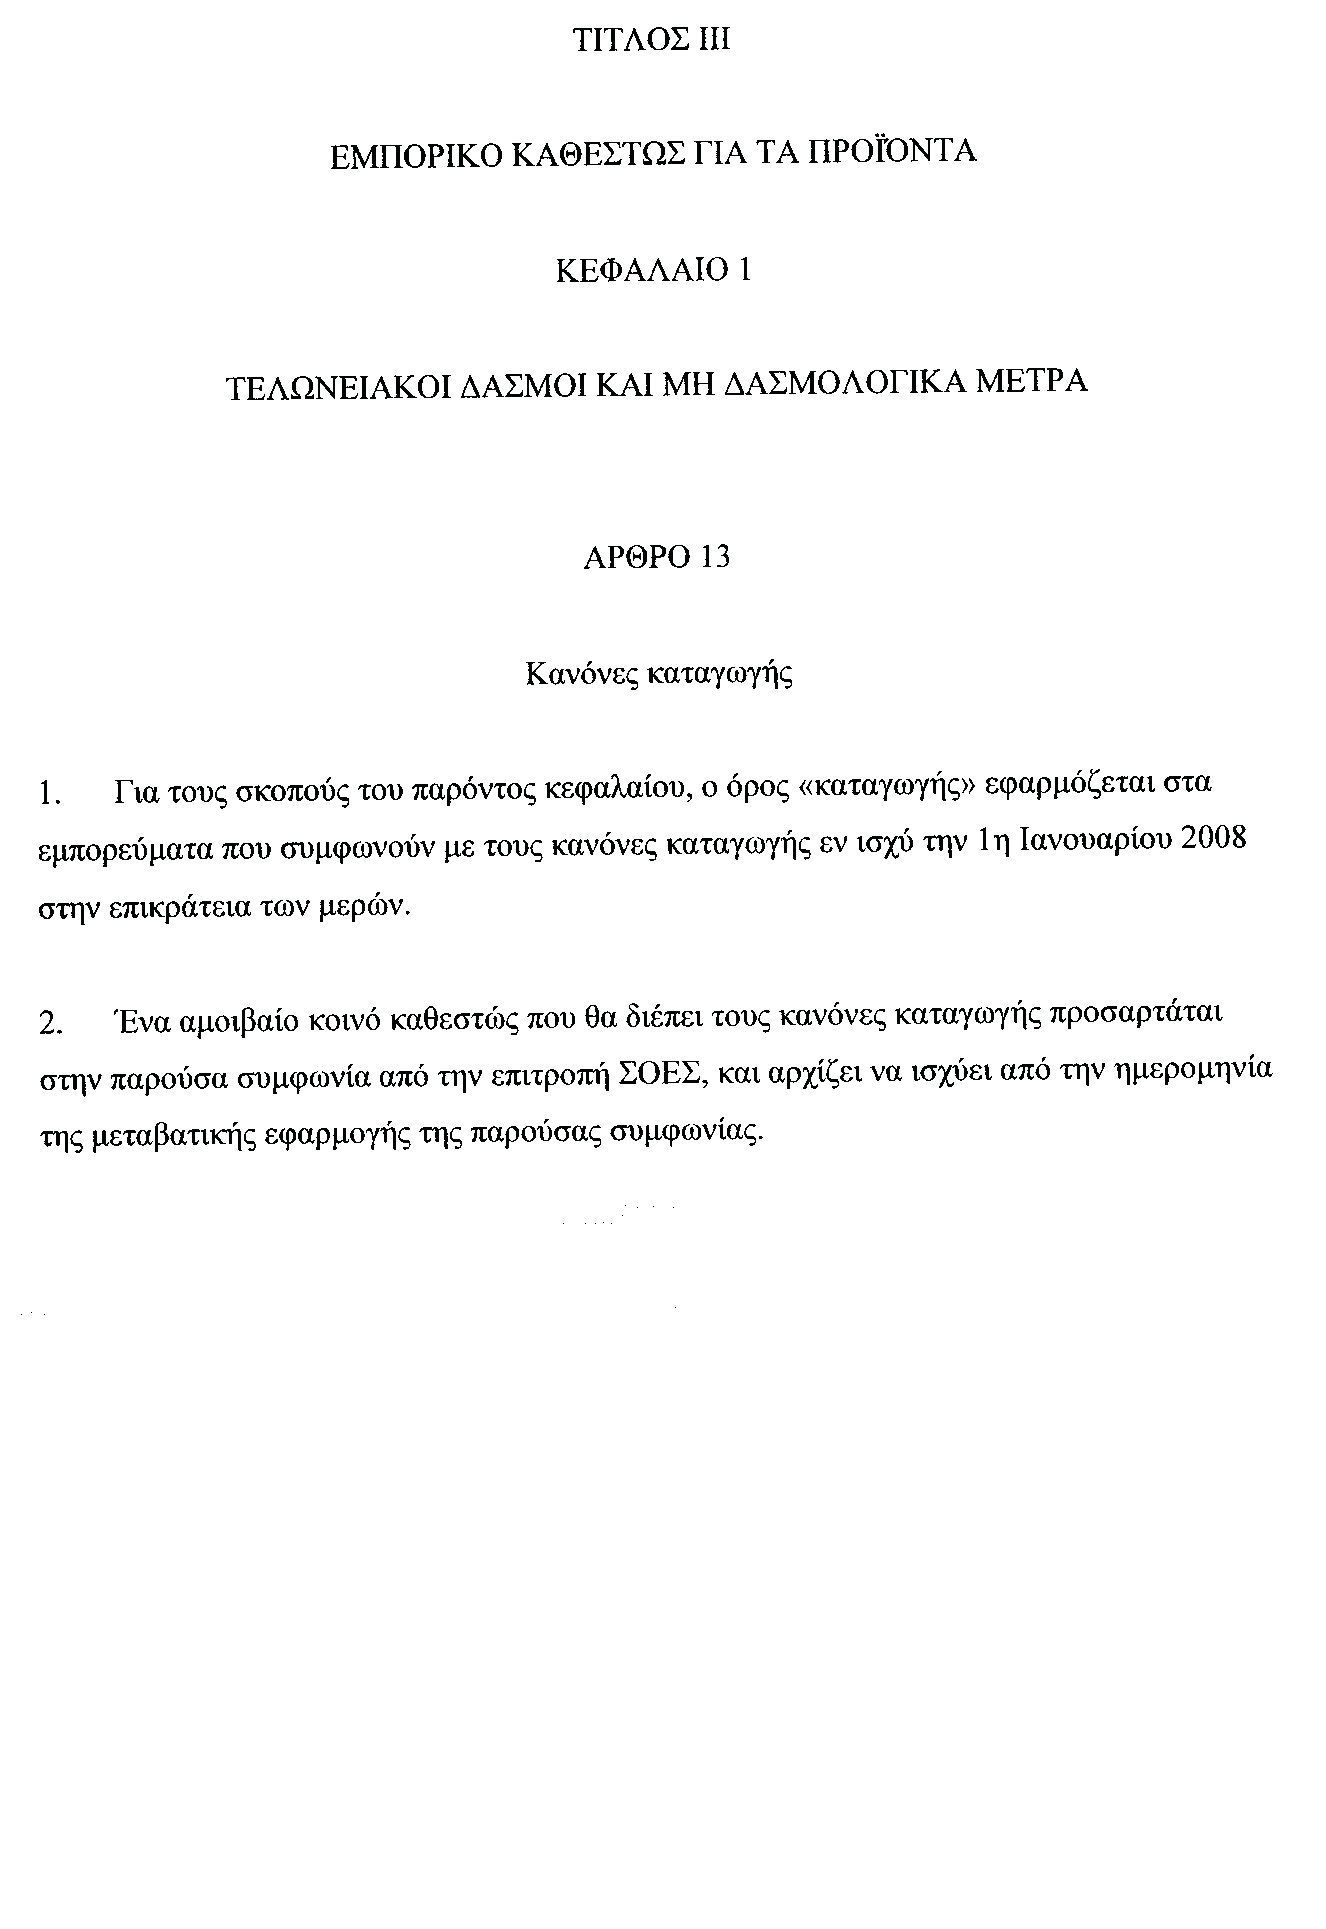 ΤΙΤΛΟΣ ΙΙΙ
ΕΜΠΟΡΙΚΟ ΚΑΘΕΣΤΩΣ ΓΙΑ ΤΑ ΠΡΟΪΌΝΤΑ
ΚΕΦΑΛΑΙΟ 1
ΤΕΛΩΝΕΙΑΚΟΙ ΔΑΣΜΟΙ ΚΑΙ ΜΗ ΔΑΣΜΟΛΟΓΙΚΑ ΜΕΤΡΑ
ΑΡΘΡΟ 13
Κανόνες καταγωγής
1. Για τους σκοπούς του παρόντος κεφαλαίου, ο όρος «καταγωγής» εφαρμόζεται στα
εμπορεύματα που συμφωνούν με τους κανόνες καταγωγής εν ισχύ την 1η Ιανουαρίου 2008
στην επικράτεια των μερών.
2. Ένα αμοιβαίο κοινό καθεστώς που θα διέπει τους κανόνες καταγωγής προσαρτάται
στην παρούσα συμφωνία από την επιτροπή ΣΟΕΣ, και αρχίζει να ισχύει από την ημερομηνία
της μεταβατικής εφαρμογής της παρούσας συμφωνίας.